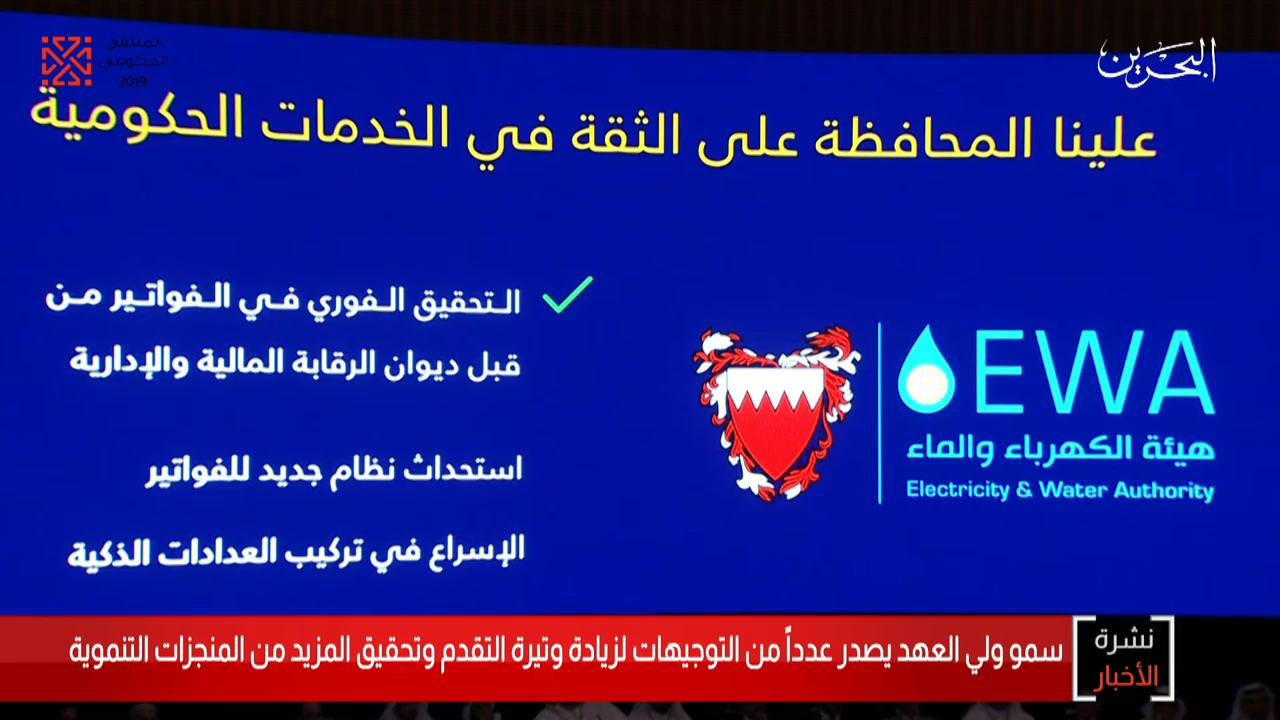 الملتقى
الحكومي
2019
البحرين
علينا المحافظة على الثقة في الخدمات الحكومية
التحقيق الفوري في الفواتير من
قبل ديوان الرقابة المالية والإدارية
استحداث نظام جديد للفواتير
الإسراع في تركيب العدادات الذكية
EWA
هيئة الكهرباء والماء
Electricity & Water Authority
نشرة
الأخبار
سمو ولي العهد يصدر عدداً من التوجيهات لزيادة وتيرة التقدم وتحقيق المزيد من المنجزات التنموية